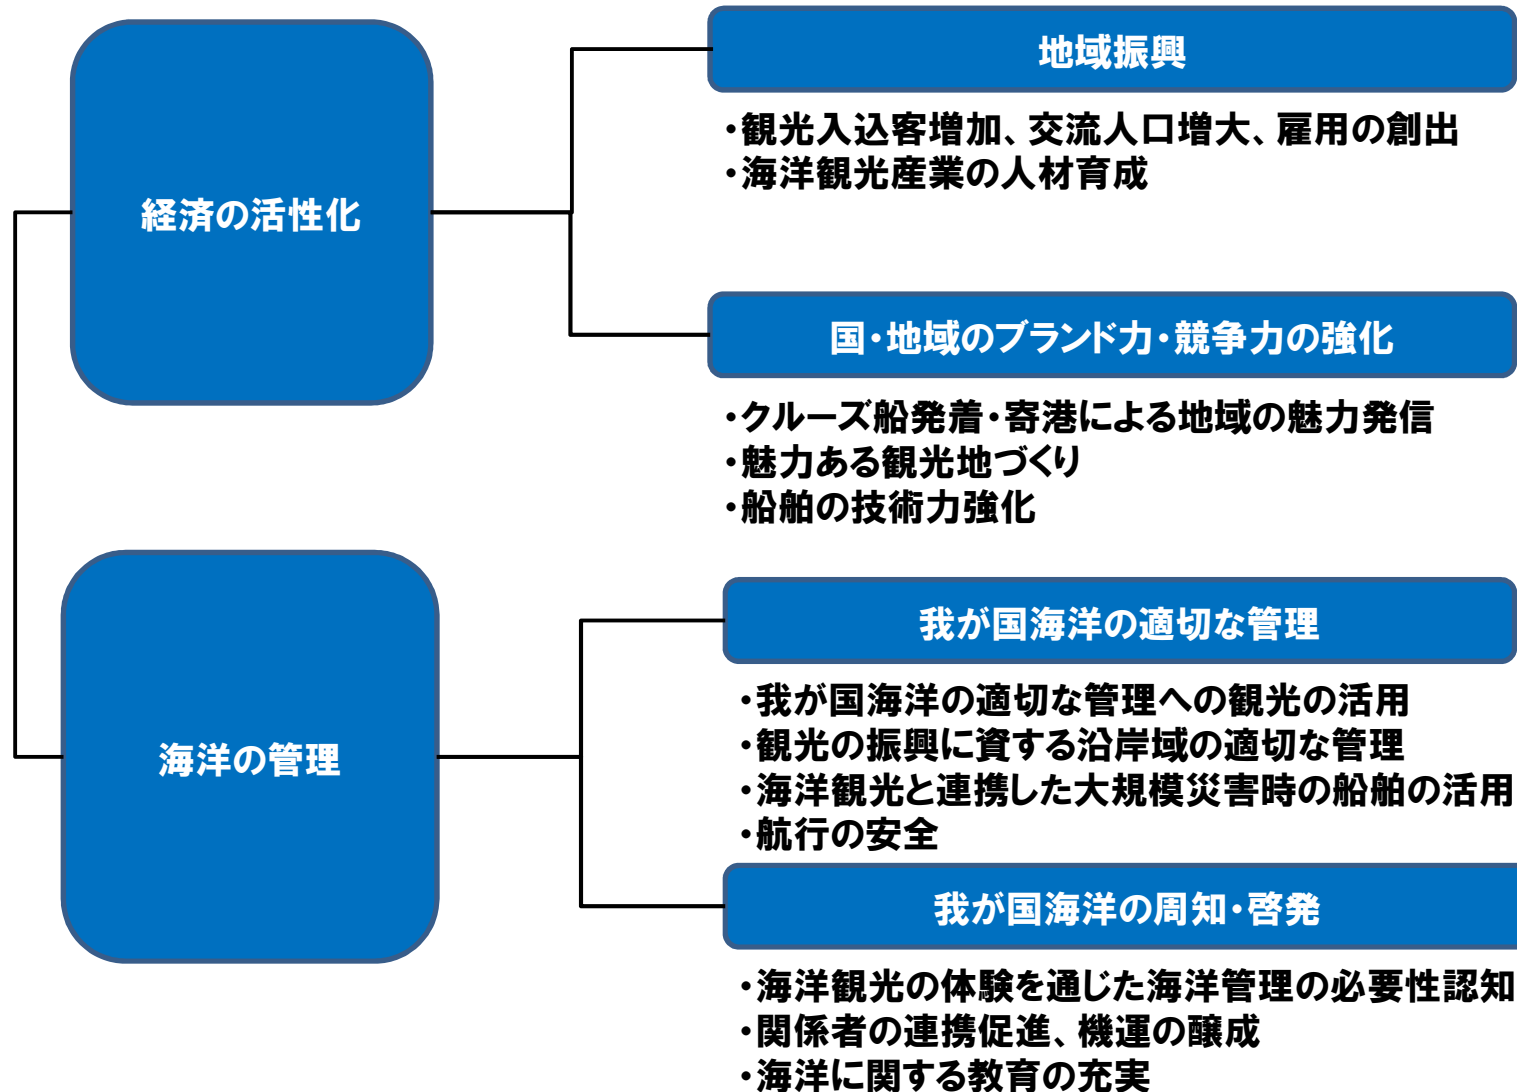 経済の活性化
地域振興
・観光入込客増加、交流人口増大、雇用の創出
・海洋観光産業の人材育成
国・地域のブランド力・競争力の強化
・クルーズ船発着・寄港による地域の魅力発信
・魅力ある観光地づくり
・船舶の技術力強化
海洋の管理
我が国海洋の適切な管理
・我が国海洋の適切な管理への観光の活用
・観光の振興に資する沿岸域の適切な管理
・海洋観光と連携した大規模災害時の船舶の活用
・航行の安全
我が国海洋の周知・啓発
・海洋観光の体験を通じた海洋管理の必要性認知
・関係者の連携促進、機運の醸成
・海洋に関する教育の充実